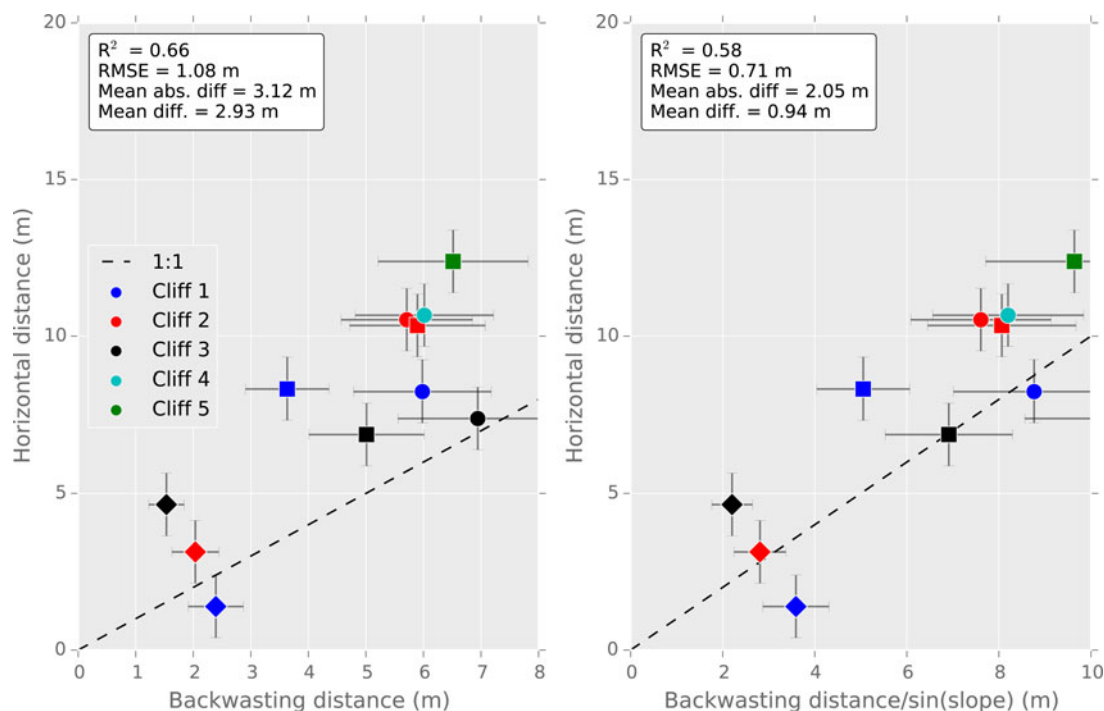 R² = 0.66
RMSE = 1.08 m
Mean abs. diff = 3.12 m
Mean diff. = 2.93 m
20
15
10
5
0
Horizontal distance (m)
1:1
Cliff 1
Cliff 2
Cliff 3
Cliff 4
Cliff 5
0 1 2 3 4 5 6 7 8
Backwasting distance (m)
R² = 0.58
RMSE = 0.71 m
Mean abs. diff = 2.05 m
Mean diff. = 0.94 m
20
15
10
5
0
Horizontal distance (m)
0 2 4 6 8 10
Backwasting distance/sin(slope) (m)